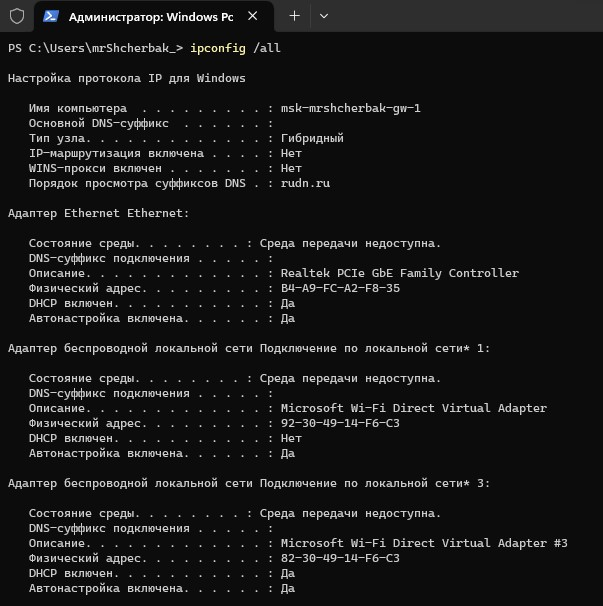 Администратор: Windows Pc
PS C:\Users\mrShcherbak_> ipconfig /all
Настройка протокола IP для Windows
Имя компьютера  . . . . . . . . . : msk-mrshcherbak-gw-1
Основной DNS-суффикс  . . . . . . :
Тип узла. . . . . . . . . . . . . : Гибридный
IP-маршрутизация включена . . . . : Нет
WINS-прокси включен . . . . . . . : Нет
Порядок просмотра суффиксов DNS . : rudn.ru
Адаптер Ethernet Ethernet:
Состояние среды. . . . . . . . : Среда передачи недоступна.
DNS-суффикс подключения . . . . . :
Описание. . . . . . . . . . . . . : Realtek PCIe GbE Family Controller
Физический адрес. . . . . . . . . : B4-A9-FC-A2-F8-35
DHCP включен. . . . . . . . . . . : Да
Автонастройка включена. . . . . . : Да
Адаптер беспроводной локальной сети Подключение по локальной сети* 1:
Состояние среды. . . . . . . . : Среда передачи недоступна.
DNS-суффикс подключения . . . . . :
Описание. . . . . . . . . . . . . : Microsoft Wi-Fi Direct Virtual Adapter
Физический адрес. . . . . . . . . : 92-30-49-14-F6-C3
DHCP включен. . . . . . . . . . . : Нет
Автонастройка включена. . . . . . : Да
Адаптер беспроводной локальной сети Подключение по локальной сети* 3:
Состояние среды. . . . . . . . : Среда передачи недоступна.
DNS-суффикс подключения . . . . . :
Описание. . . . . . . . . . . . . : Microsoft Wi-Fi Direct Virtual Adapter #3
Физический адрес. . . . . . . . . : 82-30-49-14-F6-C3
DHCP включен. . . . . . . . . . . : Да
Автонастройка включена. . . . . . : Да